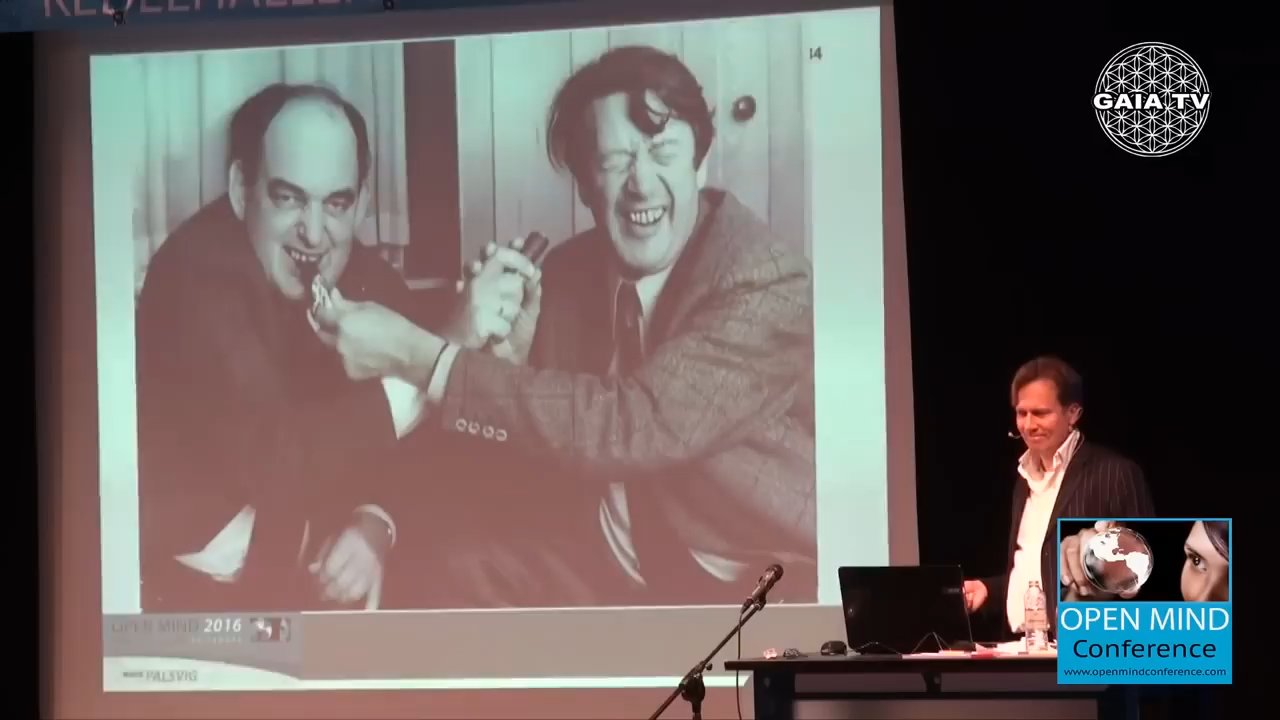 14
GAIA.TV
OPEN MIND 2016
PALSVIG
OPEN MIND
Conference
www.openmindconference.com